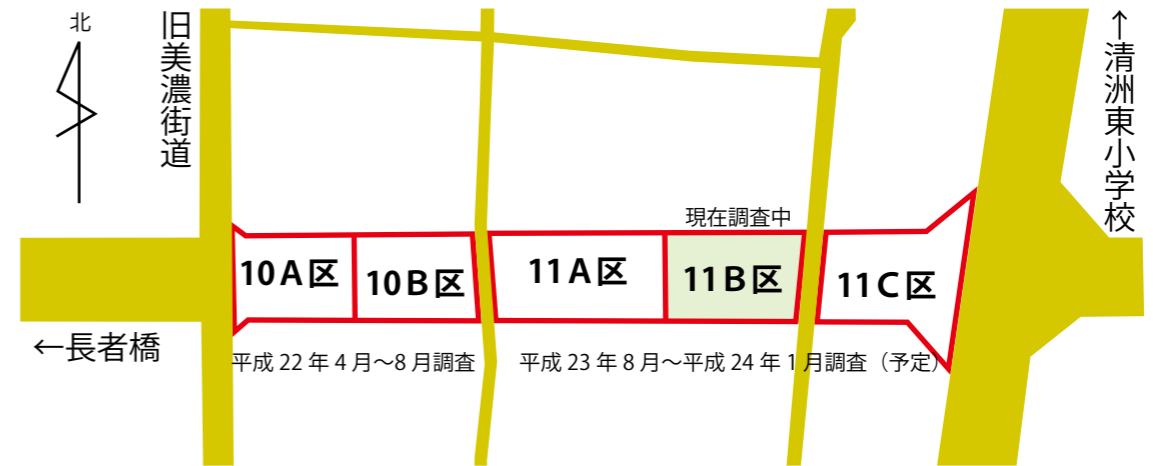 北
旧美濃街道
↑清洲東小学校
現在調査中
10A区
10B区
11A区
11B区
11C区
←長者橋
平成22年4月〜8月調査
平成23年8月〜平成24年1月調査（予定）